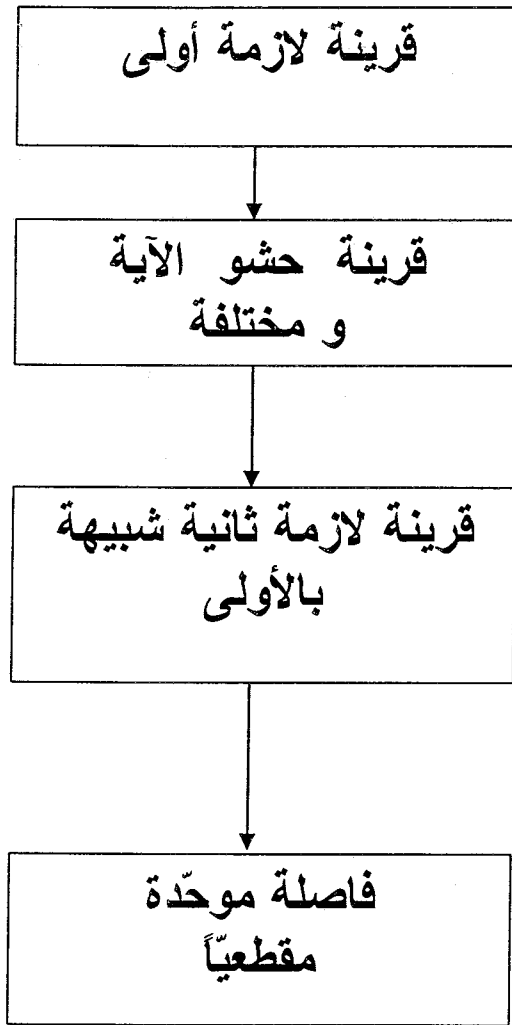 قرينة لازمة أولى
قرينة حشو الآية
و مختلفة
قرينة لازمة ثانية شبيهة
بالأولى
فاصلة موحّدة
مقطعيّاً